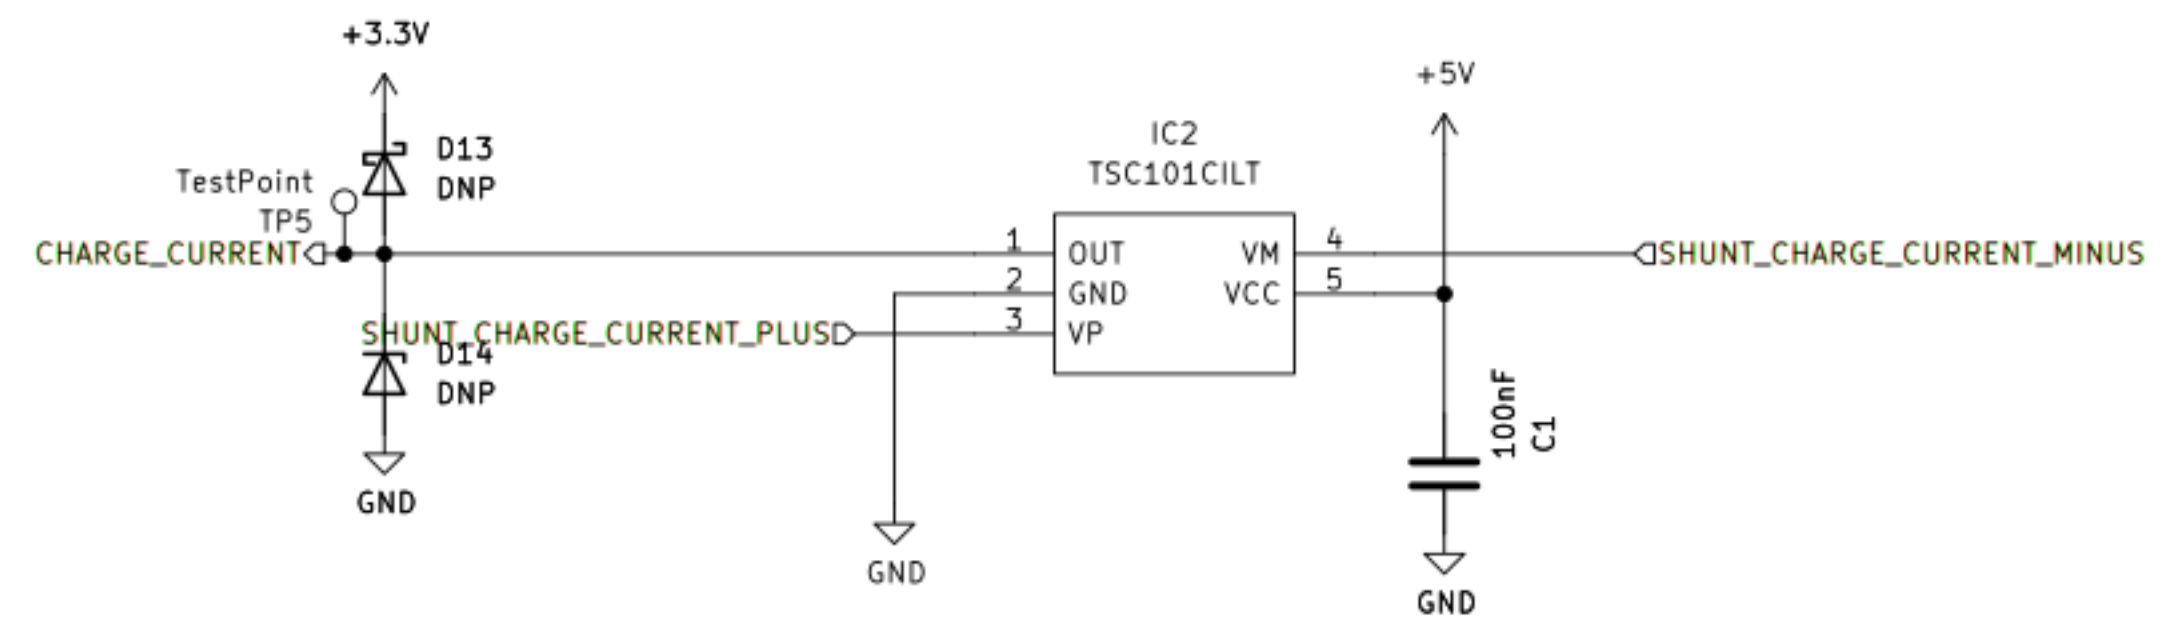 +3.3V
+5V
IC2
TSC101CILT
D13
DNP
TestPoint
TP5
CHARGE_CURRENT
1
OUT
VM
4
SHUNT_CHARGE_CURRENT_MINUS
2
GND
VCC
5
SHUNT_CHARGE_CURRENT_PLUS
3
VP
D14
DNP
100nF
C1
GND
GND
GND